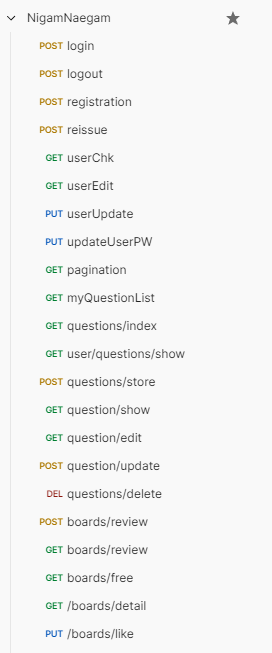 NigamNaegam
POST login
POST logout
POST registration
POST reissue
GET userChk
GET userEdit
PUT userUpdate
PUT updateUserPW
GET pagination
GET myQuestionList
GET questions/index
GET user/questions/show
POST questions/store
GET question/show
GET question/edit
POST question/update
DEL questions/delete
POST boards/review
GET boards/review
GET boards/free
GET /boards/detail
PUT /boards/like